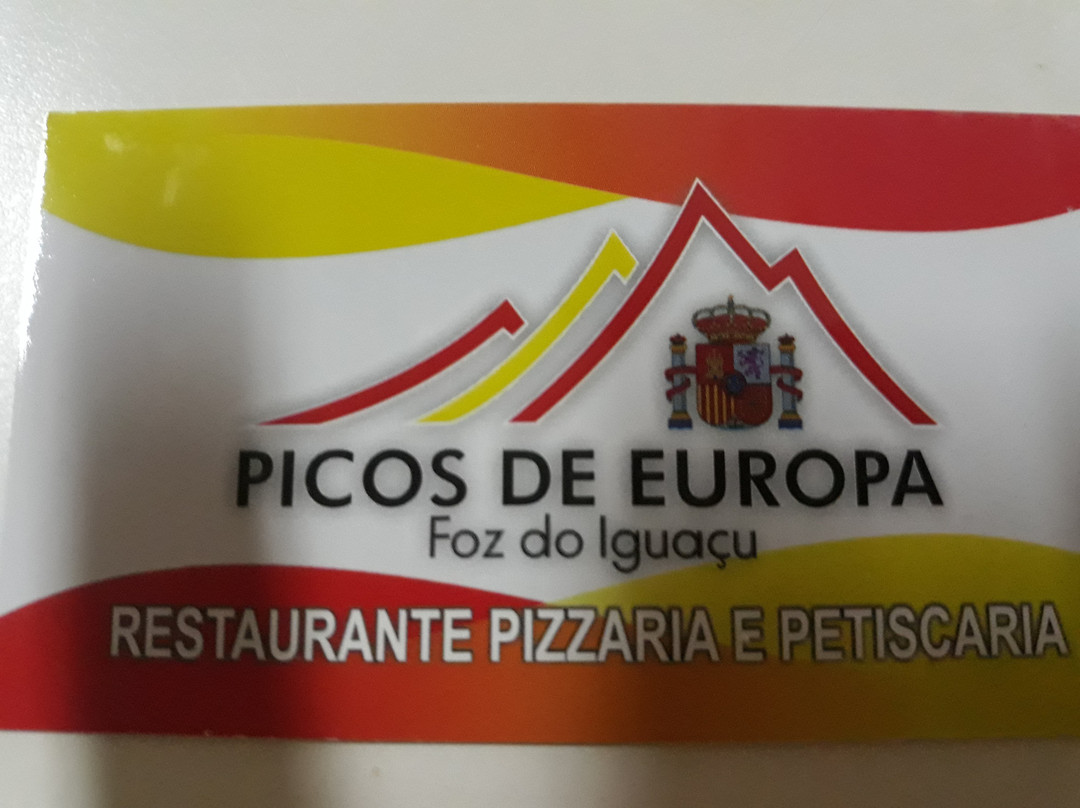 PICOS DE EUROPA
Foz do Iguaçu
RESTAURANTE PIZZARIA E PETISCARIA